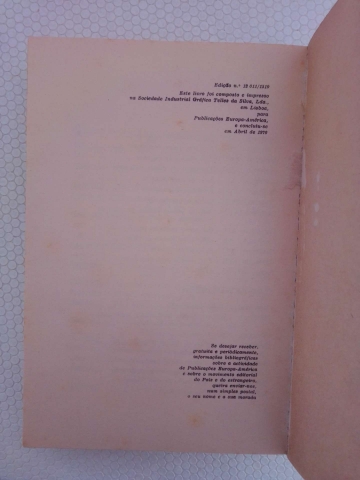 Edição n.º
Este livro foi composto e impresso
na Sociedade Industrial Gráfica Telles da Silva, Lda.,
em Lisboa,
para
Publicações Europa-América,
e concluiu-se
em Abril de
Se desejar receber,
gratuita e periòdicamente,
informações bibliográficas
sobre a actividade
de Publicações Europa-América
e sobre o movimento editorial
do País e do estrangeiro,
queira enviar-nos,
num simples postal,
o seu nome e a sua morada